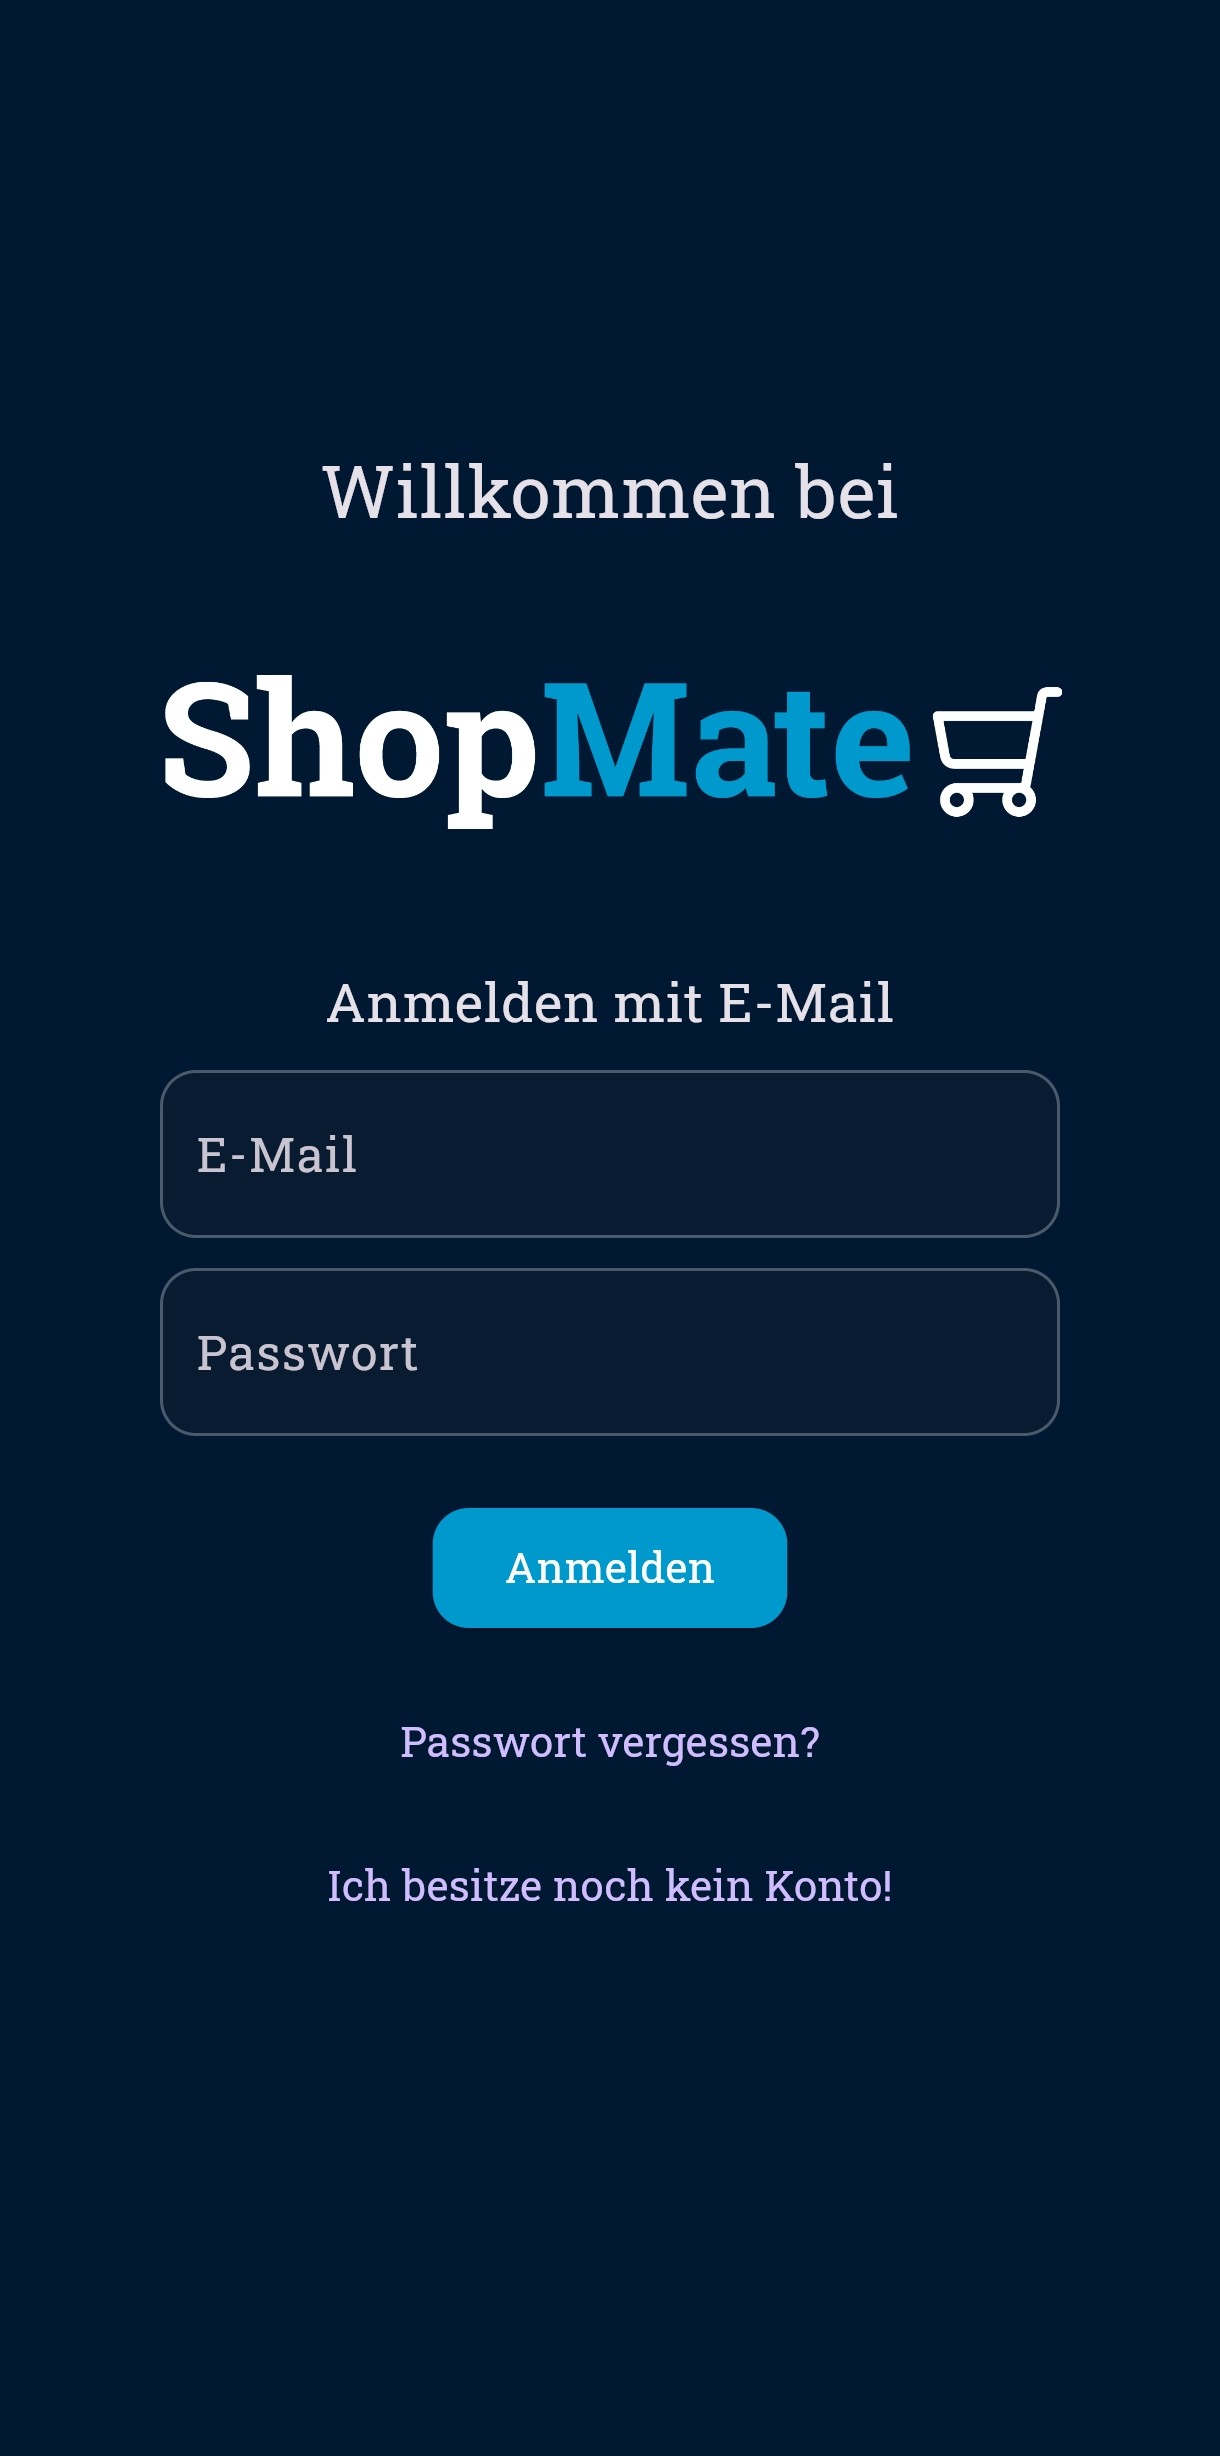 Willkommen bei
ShopMate
Anmelden mit E-Mail
E-Mail
Passwort
Anmelden
Passwort vergessen?
Ich besitze noch kein Konto!